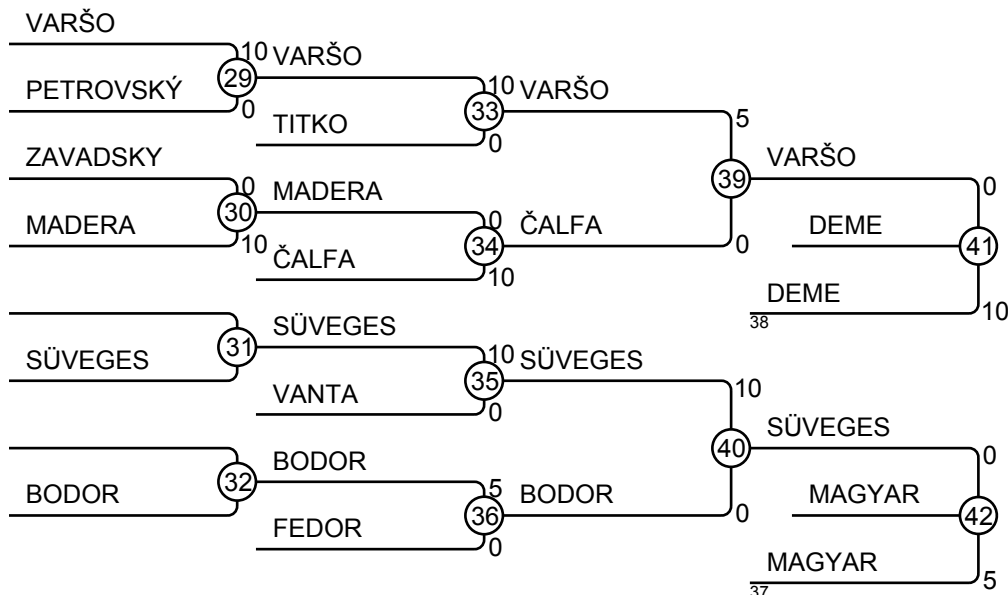 VARŠO
10
VARŠO
29
10
VARŠO
PETROVSKÝ
0
33
5
TITKO
0
ZAVADSKY
VARŠO
0
39
0
MADERA
30
0
DEME
MADERA
10
ČALFA
34
0
41
ČALFA
10
DEME
10
38
SÜVEGES
31
10
SÜVEGES
SÜVEGES
35
10
VANTA
0
SÜVEGES
40
0
BODOR
32
5
BODOR
MAGYAR
BODOR
36
0
42
FEDOR
0
MAGYAR
5
37